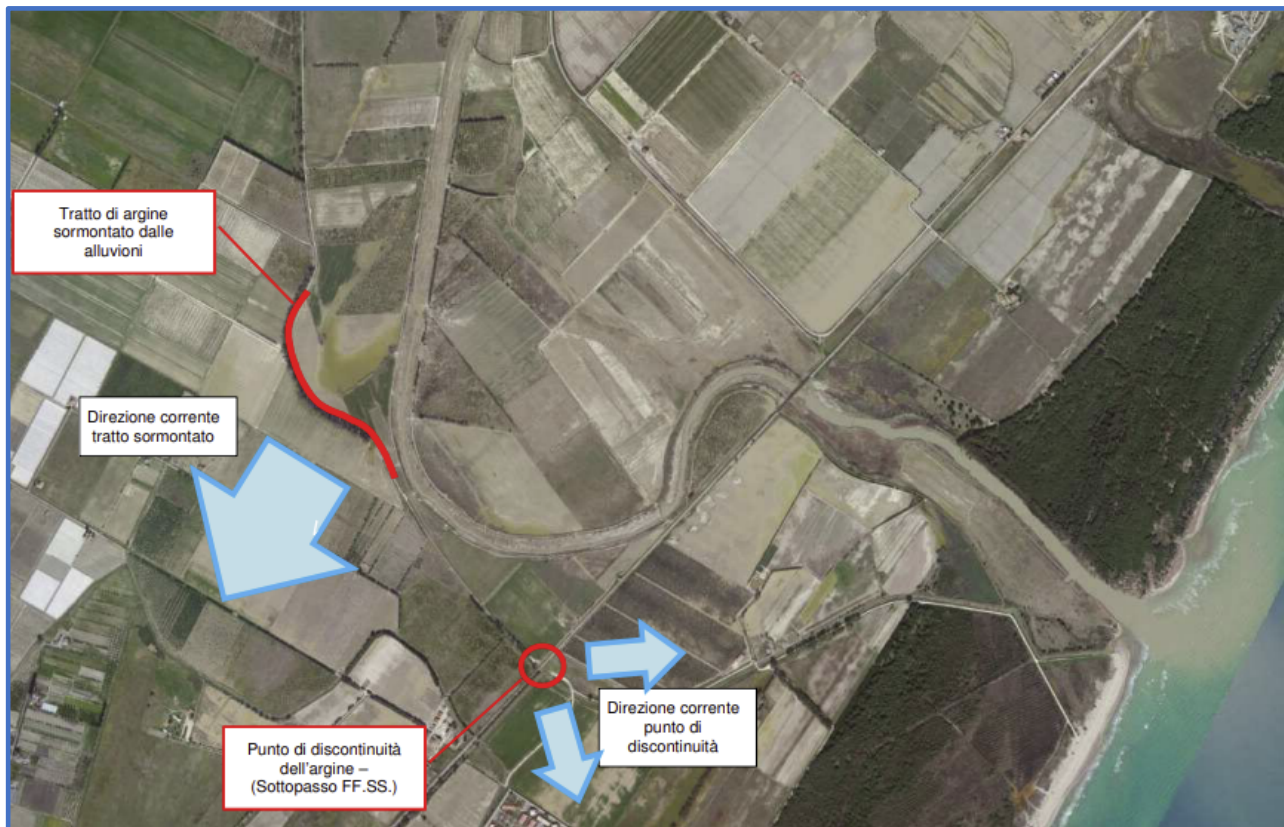 Tratto di argine
sormontato dalle
alluvioni
Direzione corrente
tratto sormontato
Direzione corrente
punto di
discontinuità
Punto di discontinuità
dell'argine –
(Sottopasso FF.SS.)